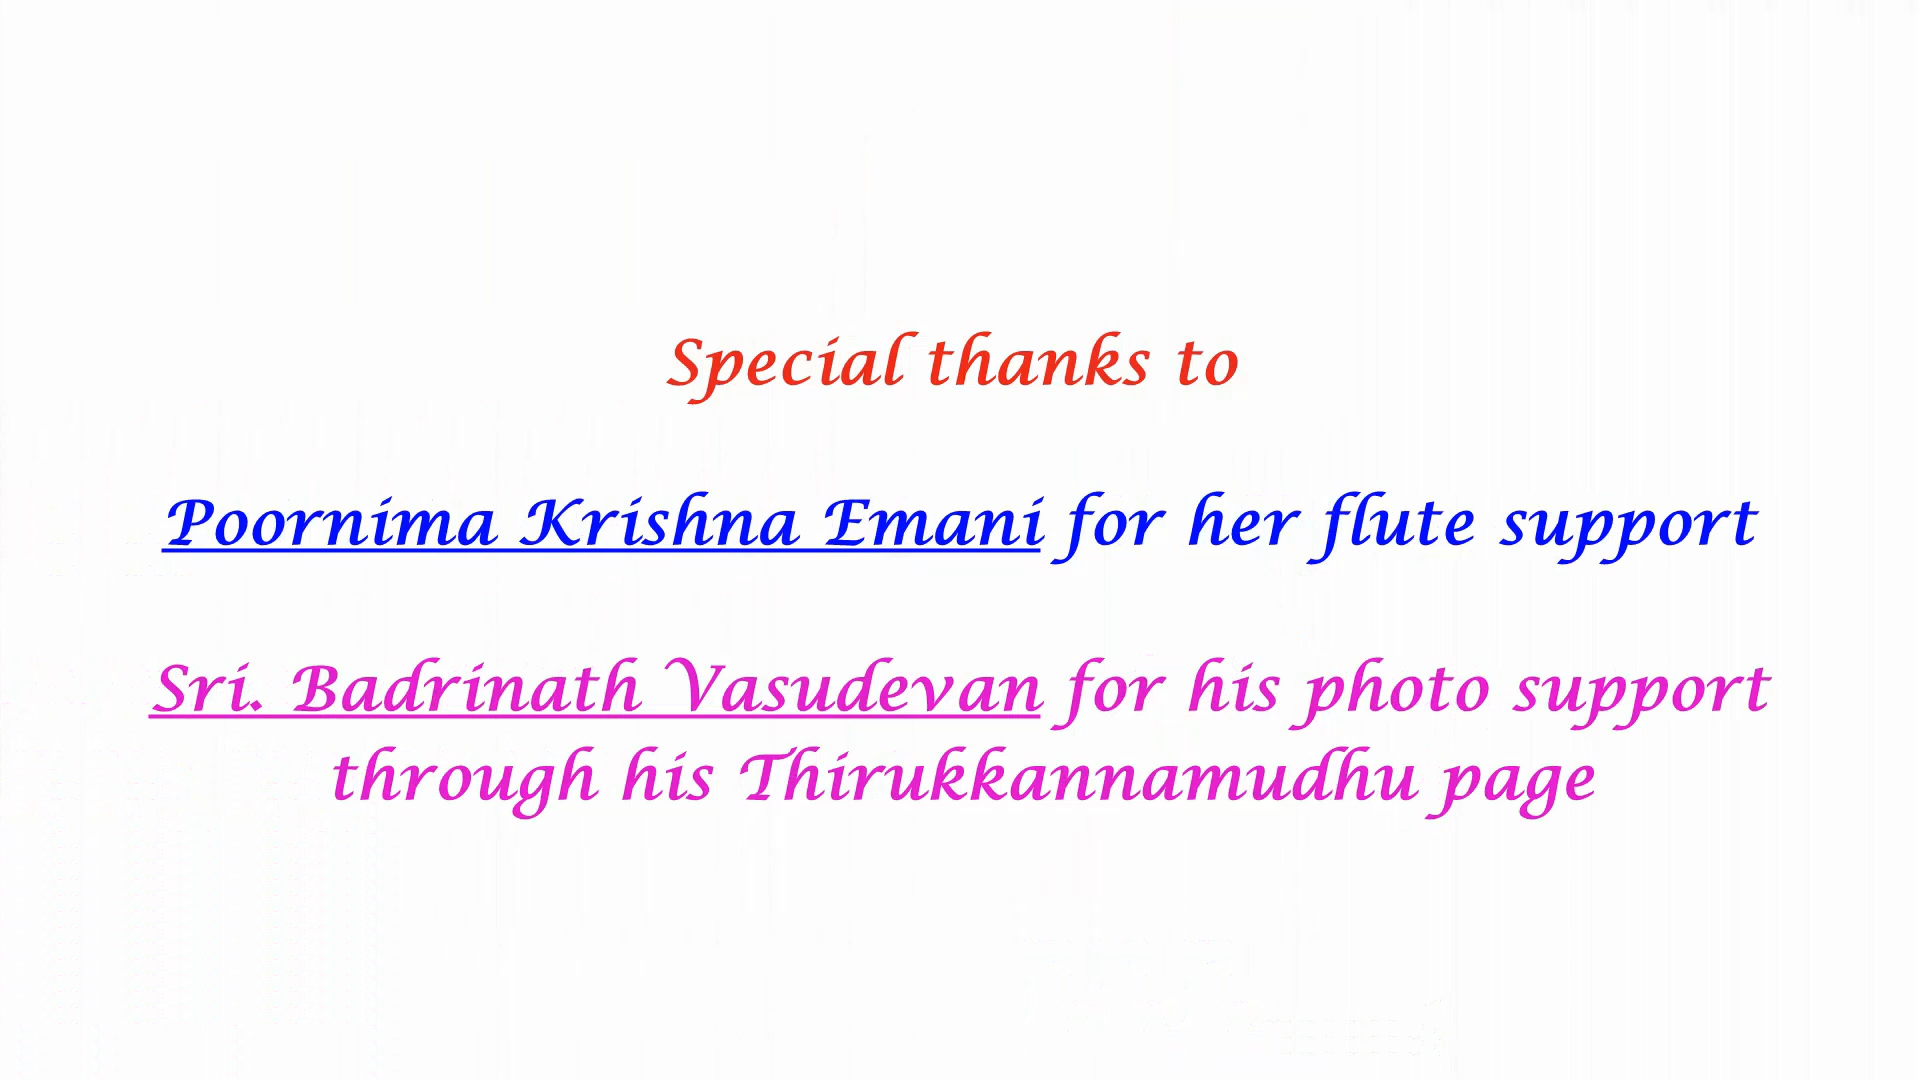 Special thanks to
Poornima Krishna Emani for her flute support
Sri. Badrinath Vasudevan for his photo support
through his Thirukkannamudhu page